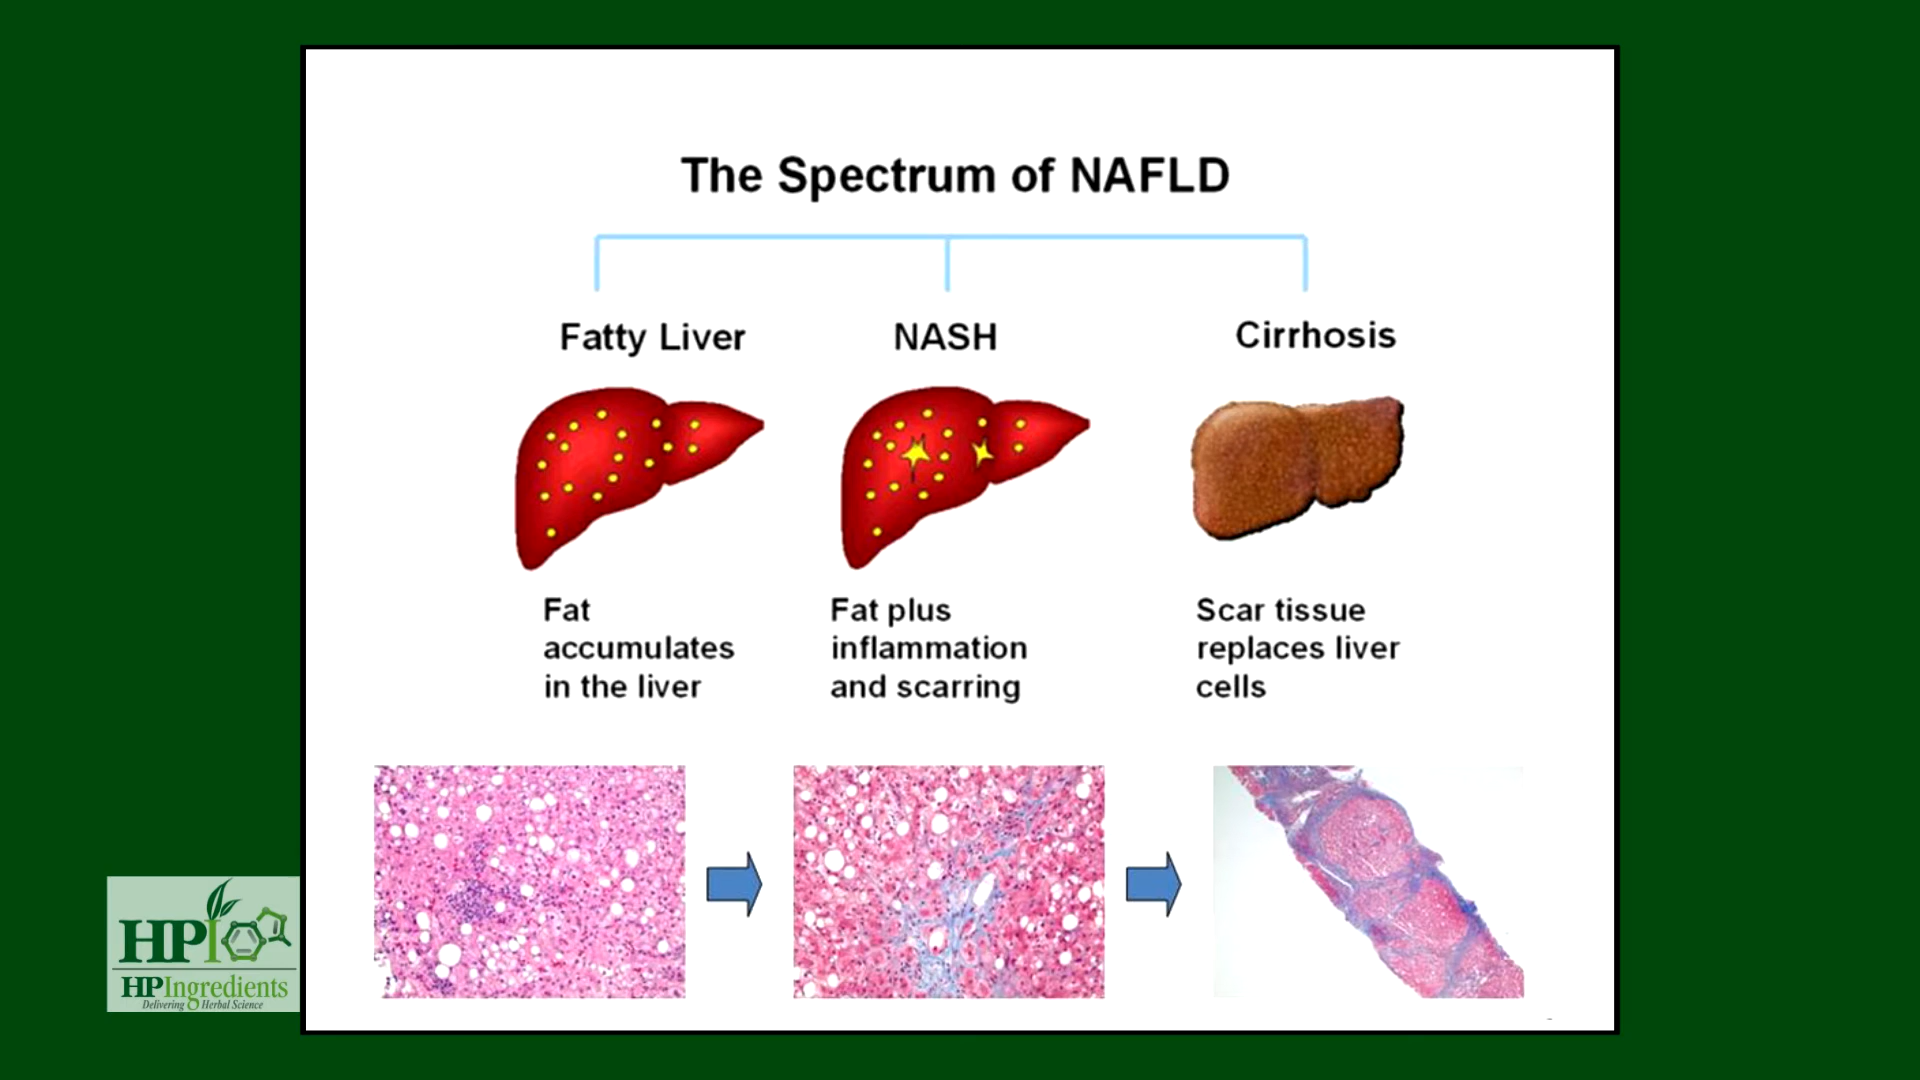 The Spectrum of NAFLD
Fatty Liver
NASH
Cirrhosis
Fat
accumulates
in the liver
Fat plus
inflammation
and scarring
Scar tissue
replaces liver
cells
HPI
HPIngredients
Delivering Herbal Science